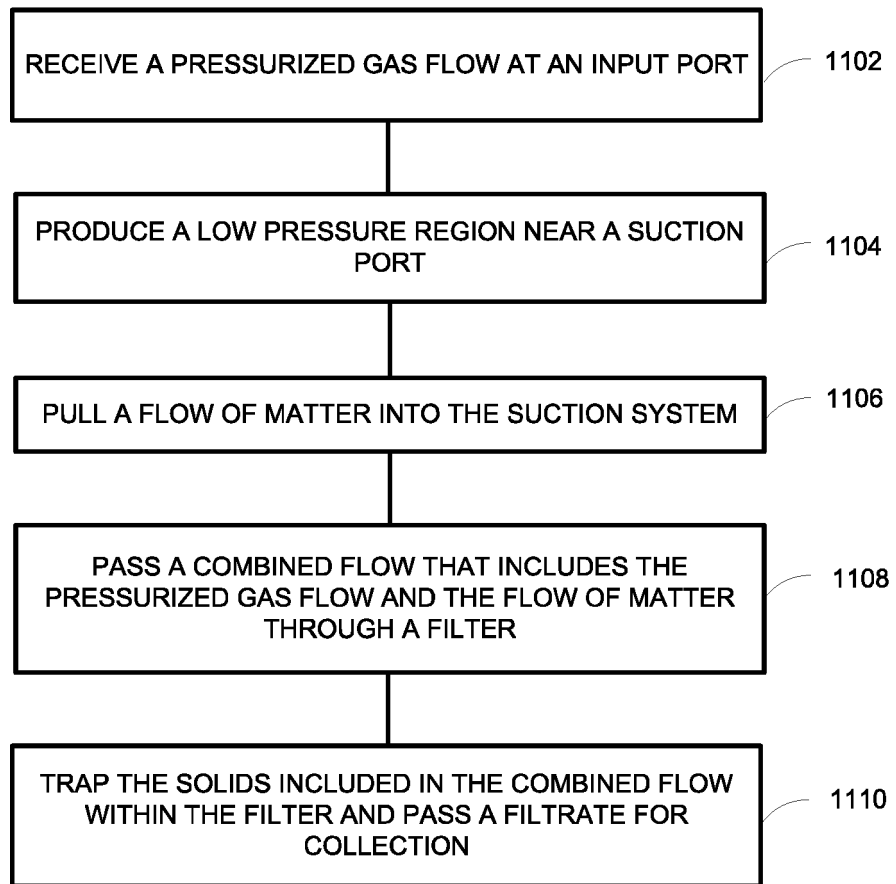 RECEIVE A PRESSURIZED GAS FLOW AT AN INPUT PORT
1102
PRODUCE A LOW PRESSURE REGION NEAR A SUCTION
PORT
1104
PULL A FLOW OF MATTER INTO THE SUCTION SYSTEM
1106
PASS A COMBINED FLOW THAT INCLUDES THE
PRESSURIZED GAS FLOW AND THE FLOW OF MATTER
THROUGH A FILTER
1108
TRAP THE SOLIDS INCLUDED IN THE COMBINED FLOW
WITHIN THE FILTER AND PASS A FILTRATE FOR
COLLECTION
1110